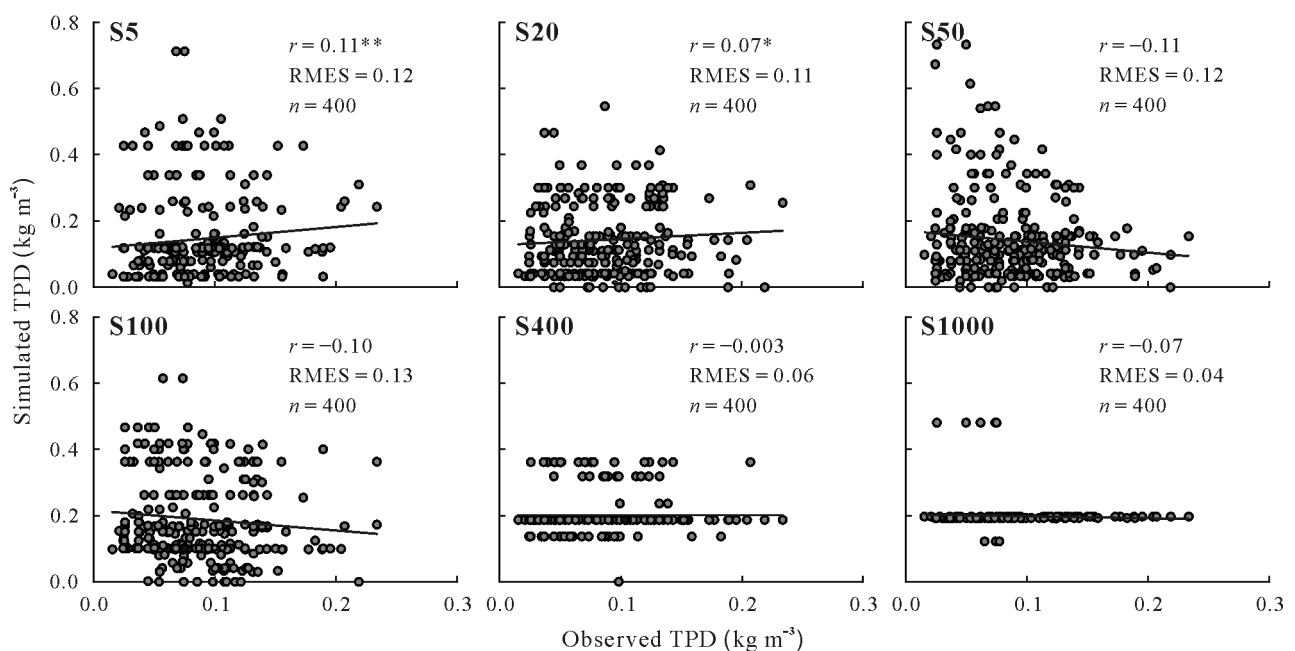 Simulated TPD (kg m⁻³)
0.8
0.6
0.4
0.2
0.0
S5
r = 0.11**
RMES = 0.12
n = 400
S20
r = 0.07*
RMES = 0.11
n = 400
S50
r = −0.11
RMES = 0.12
n = 400
0.8
0.6
0.4
0.2
0.0
S100
r = −0.10
RMES = 0.13
n = 400
S400
r = −0.003
RMES = 0.06
n = 400
S1000
r = −0.07
RMES = 0.04
n = 400
0.0 0.1 0.2 0.3 0.0 0.1 0.2 0.3 0.0 0.1 0.2 0.3
Observed TPD (kg m⁻³)